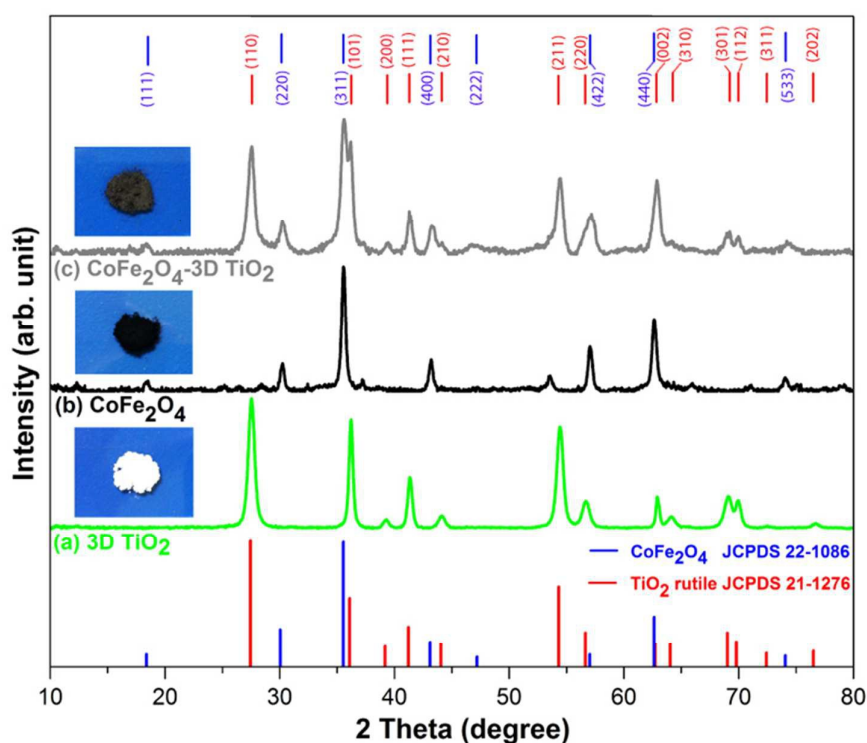 (111)
(110)
(220)
(311)
(101)
(200)
(111)
(400)
(210)
(222)
(211)
(220)
(422)
(440)
(002)
(310)
(301)
(112)
(311)
(533)
(202)
(c) CoFe₂O₄-3D TiO₂
(b) CoFe₂O₄
(a) 3D TiO₂
CoFe₂O₄ JCPDS 22-1086
TiO₂ rutile JCPDS 21-1276
Intensity (arb. unit)
10 20 30 40 50 60 70 80
2 Theta (degree)